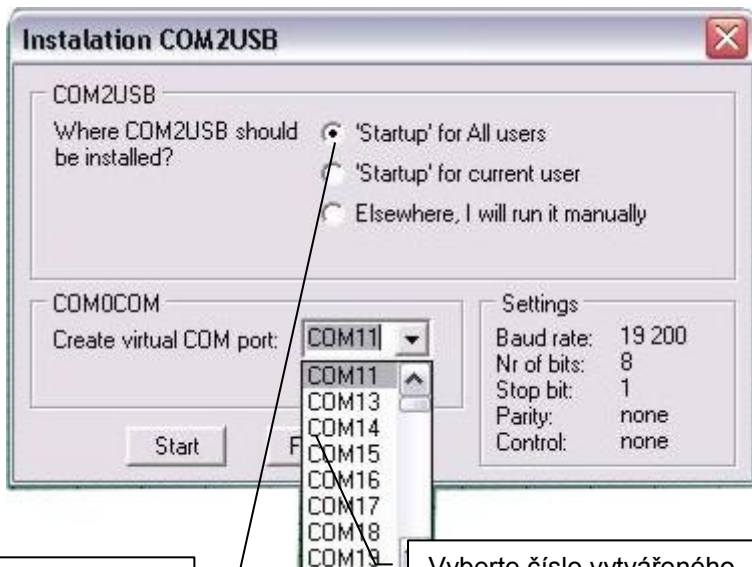 Instalation COM2USB
COM2USB
Where COM2USB should
be installed?
'Startup' for All users
'Startup' for current user
Elsewhere, I will run it manually
COM0COM
Create virtual COM port:
COM11
COM11
COM13
COM14
COM15
COM16
COM17
COM18
COM19
Start
Settings
Baud rate: 19 200
Nr of bits: 8
Stop bit: 1
Parity: none
Control: none
Vyberte číslo vytvářeného